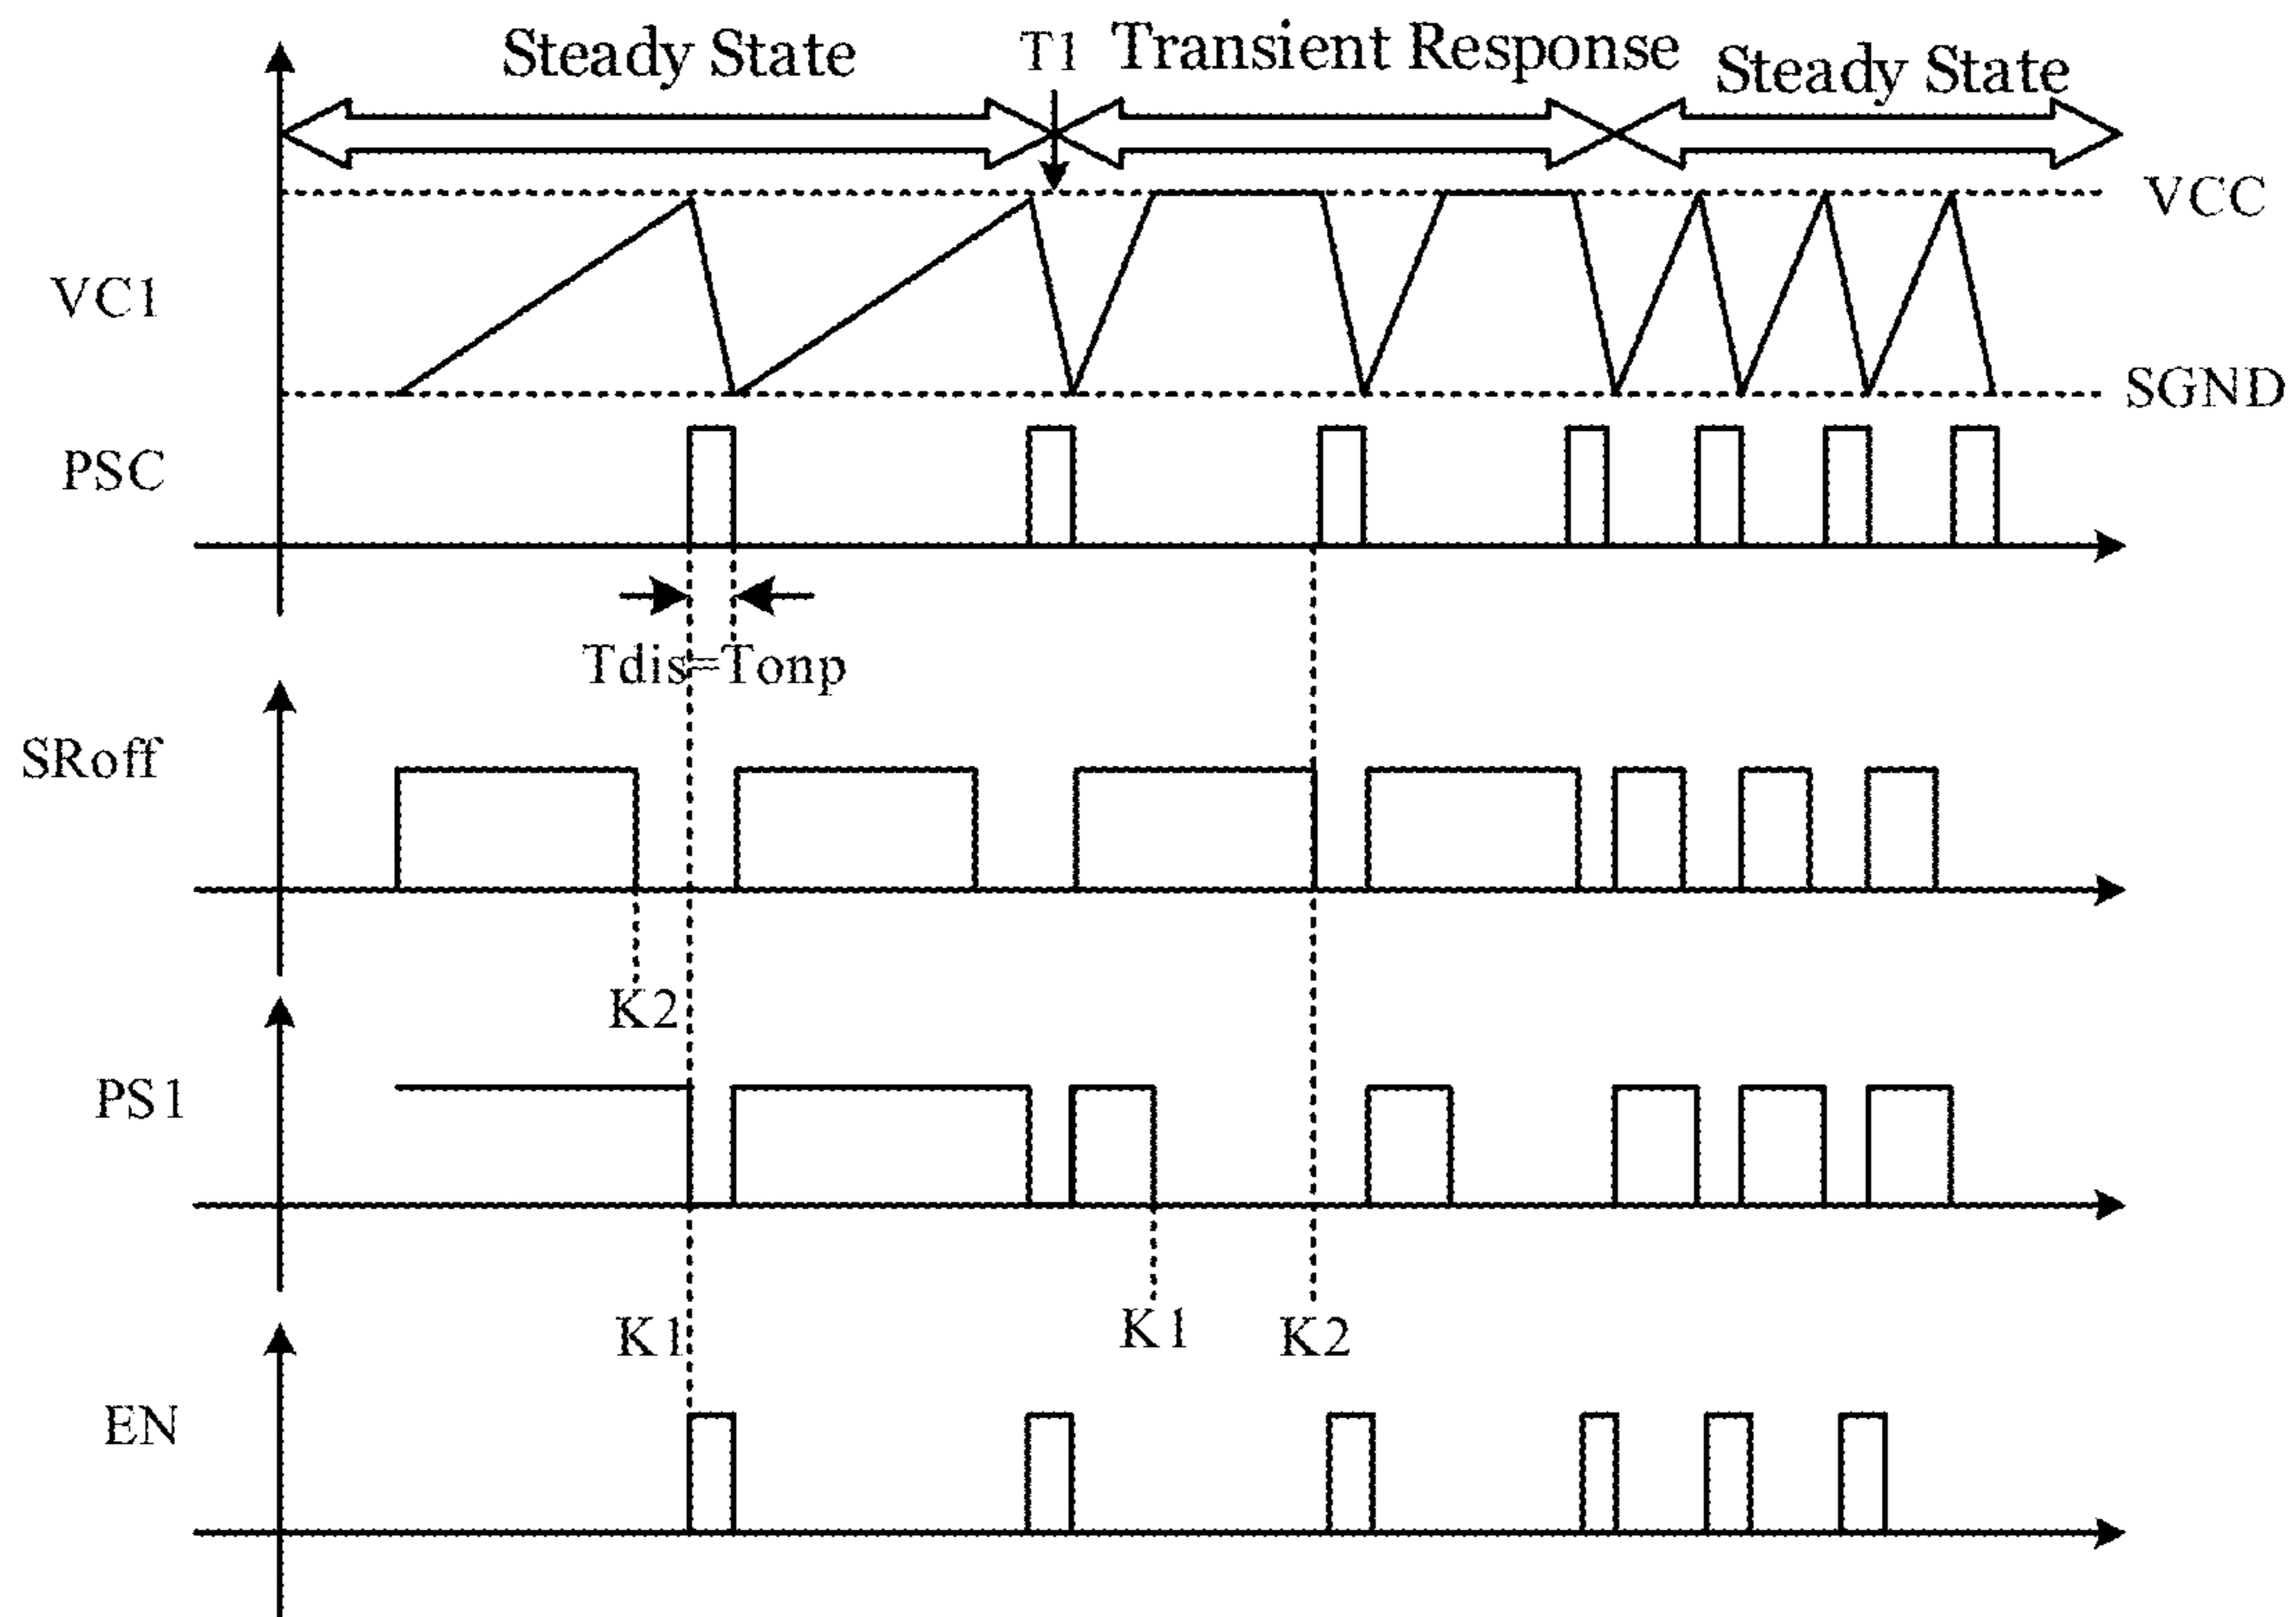 Steady State
T1
Transient Response
Steady State
VCC
VC1
SGND
PSC
Tdis=Tonp
SRoff
K2
PS1
K1
K1
K2
EN